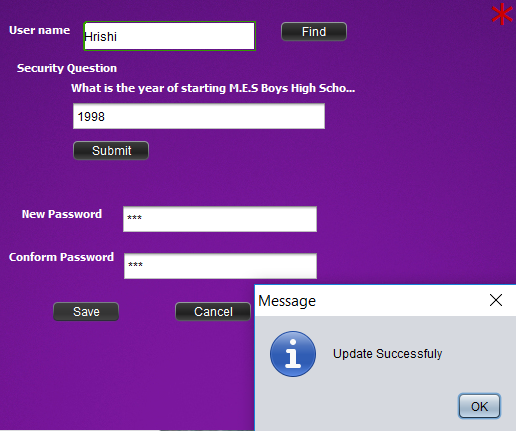 User name Hrishi Find
Security Question
What is the year of starting M.E.S Boys High Scho...
1998
Submit
New Password ***
Conform Password ***
Save Cancel
Message
Update Successfuly
OK